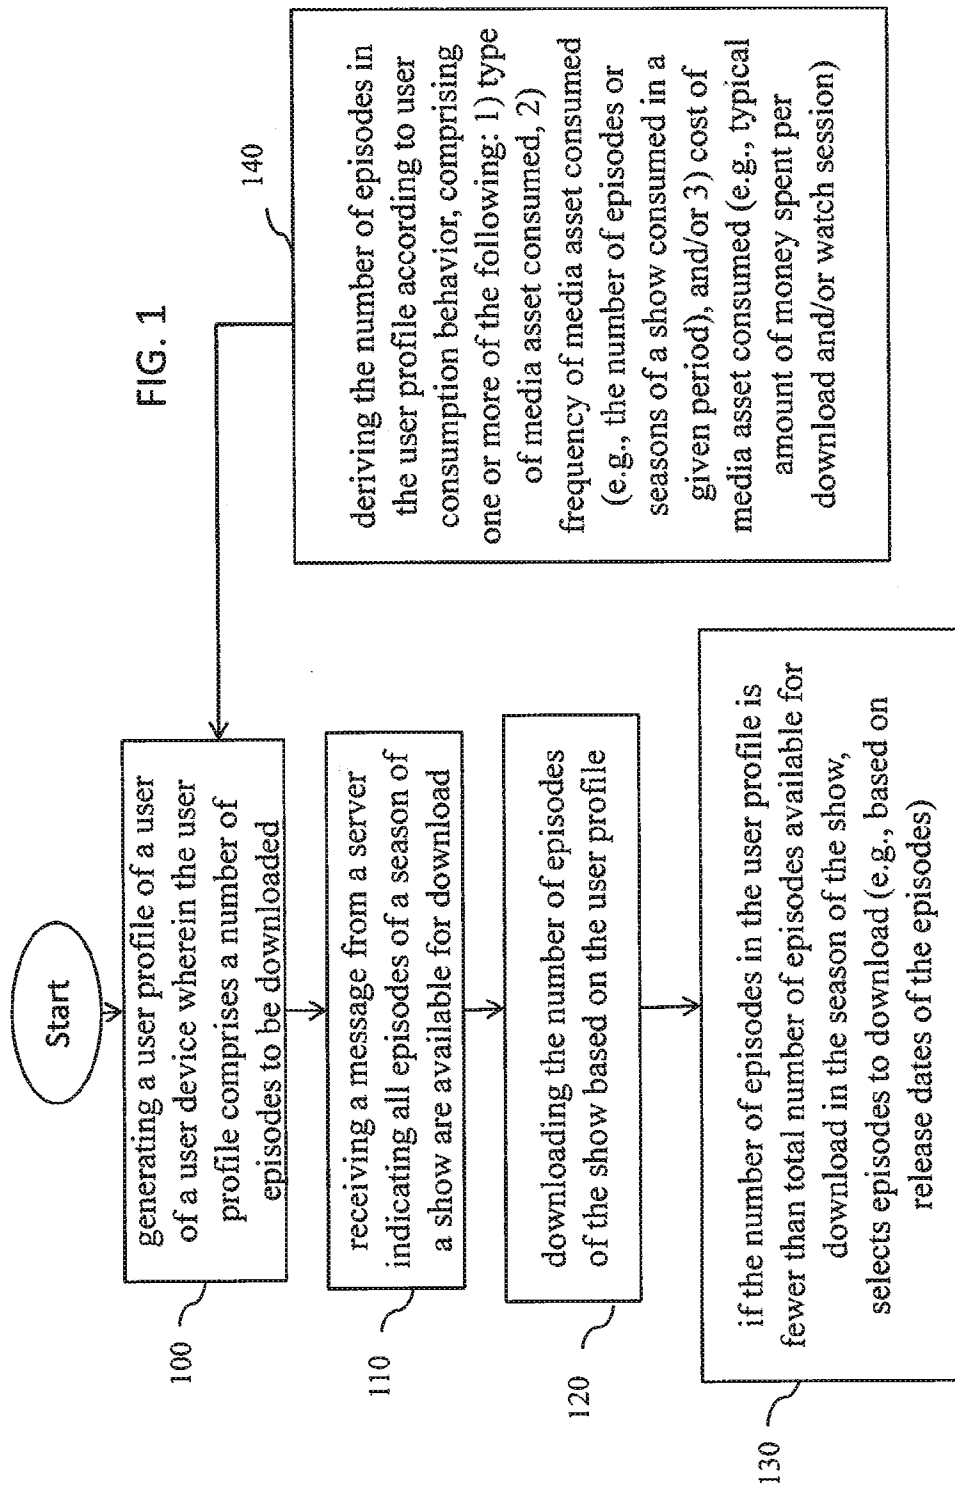 FIG. 1
Start
100
generating a user profile of a user
of a user device wherein the user
profile comprises a number of
episodes to be downloaded
110
receiving a message from a server
indicating all episodes of a season of
a show are available for download
120
downloading the number of episodes
of the show based on the user profile
130
if the number of episodes in the user profile is
fewer than total number of episodes available for
download in the season of the show,
selects episodes to download (e.g., based on
release dates of the episodes)
140
deriving the number of episodes in
the user profile according to user
consumption behavior, comprising
one or more of the following: 1) type
of media asset consumed, 2)
frequency of media asset consumed
(e.g., the number of episodes or
seasons of a show consumed in a
given period), and/or 3) cost of
media asset consumed (e.g., typical
amount of money spent per
download and/or watch session)